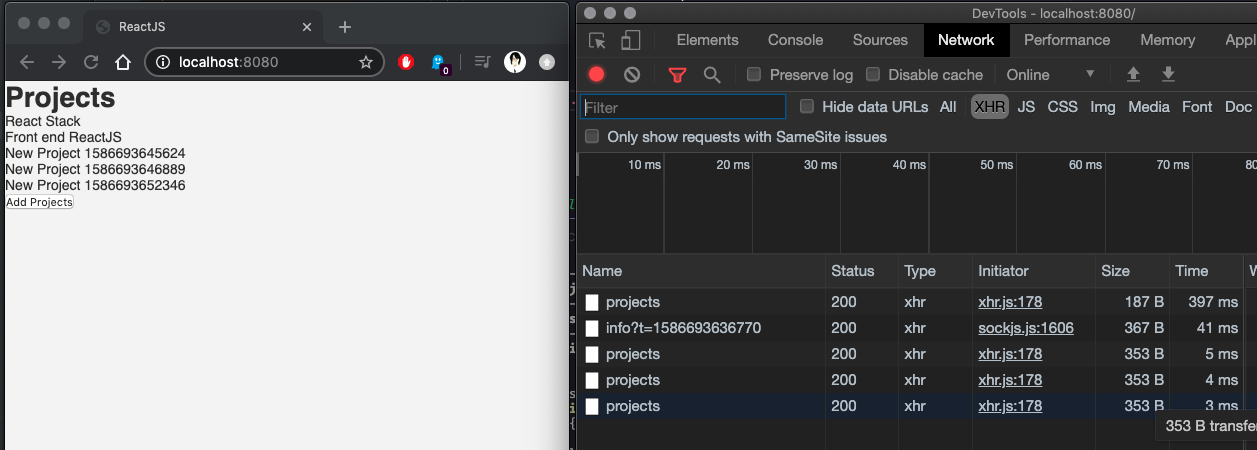 ReactJS
localhost:8080
0
Projects
React Stack
Front end ReactJS
New Project 1586693645624
New Project 1586693646889
New Project 1586693652346
Add Projects
DevTools - localhost:8080/
Elements Console Sources Network Performance Memory Appl
Preserve log Disable cache Online
Filter Hide data URLs All XHR JS CSS Img Media Font Doc
Only show requests with SameSite issues
10 ms 20 ms 30 ms 40 ms 50 ms 60 ms 70 ms 80
Name Status Type Initiator Size Time W
projects 200 xhr xhr.js:178 187 B 397 ms
info?t=1586693636770 200 xhr sockjs.js:1606 367 B 41 ms
projects 200 xhr xhr.js:178 353 B 5 ms
projects 200 xhr xhr.js:178 353 B 4 ms
projects 200 xhr xhr.js:178 353 B 3 ms
353 B transfe